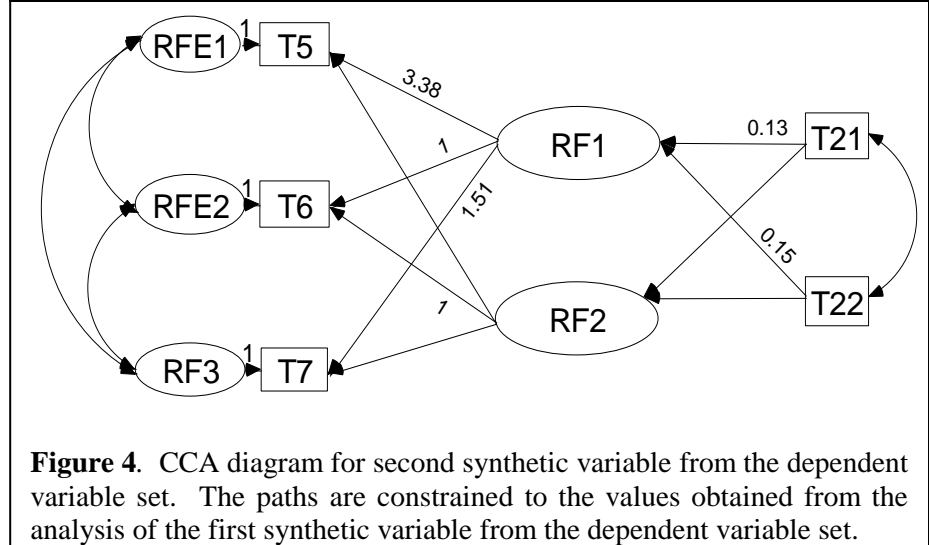 RFE1 1 T5
3.38
RF1
0.13 T21
1
RFE2 1 T6
1.51
0.15
1
RF2
T22
RF3 1 T7
Figure 4. CCA diagram for second synthetic variable from the dependent
variable set. The paths are constrained to the values obtained from the
analysis of the first synthetic variable from the dependent variable set.